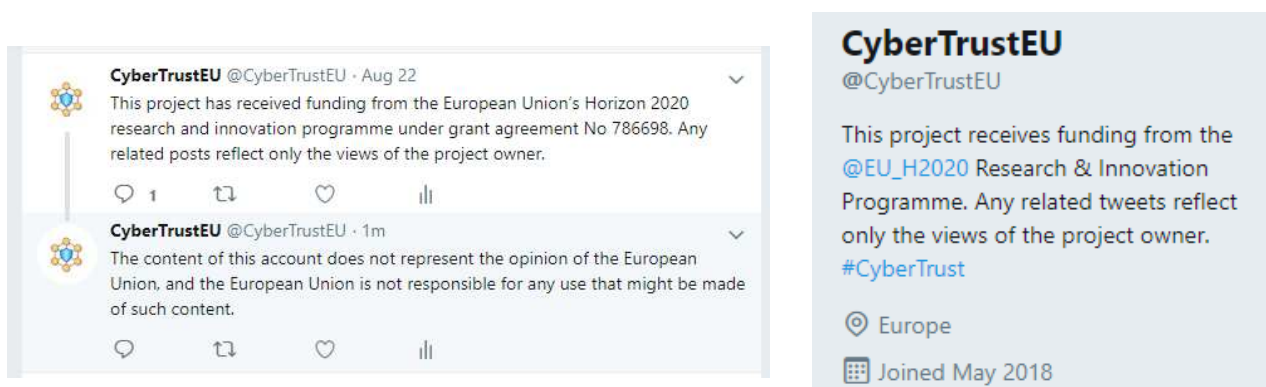 CyberTrustEU @CyberTrustEU · Aug 22
This project has received funding from the European Union's Horizon 2020
research and innovation programme under grant agreement No 786698. Any
related posts reflect only the views of the project owner.
1
CyberTrustEU @CyberTrustEU · 1m
The content of this account does not represent the opinion of the European
Union, and the European Union is not responsible for any use that might be made
of such content.
CyberTrustEU
@CyberTrustEU
This project receives funding from the
@EU_H2020 Research & Innovation
Programme. Any related tweets reflect
only the views of the project owner.
#CyberTrust
Europe
Joined May 2018